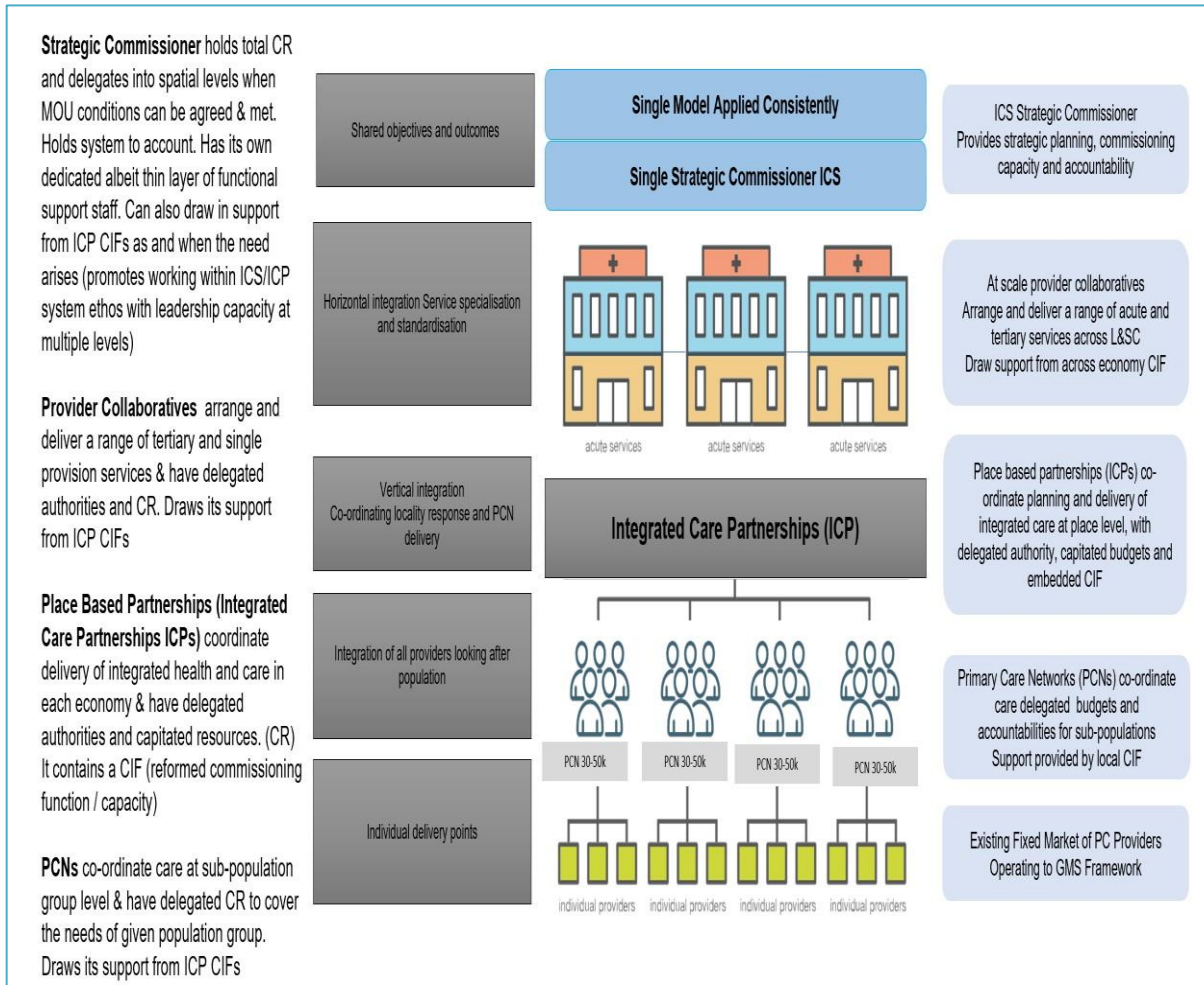 Strategic Commissioner holds total CR
and delegates into spatial levels when
MOU conditions can be agreed & met.
Holds system to account. Has its own
dedicated albeit thin layer of functional
support staff. Can also draw in support
from ICP CIFs as and when the need
arises (promotes working within ICS/ICP
system ethos with leadership capacity at
multiple levels)
Provider Collaboratives arrange and
deliver a range of tertiary and single
provision services & have delegated
authorities and CR. Draws its support
from ICP CIFs
Place Based Partnerships (Integrated
Care Partnerships ICPs) coordinate
delivery of integrated health and care in
each economy & have delegated
authorities and capitated resources. (CR)
It contains a CIF (reformed commissioning
function / capacity)
PCNs co-ordinate care at sub-population
group level & have delegated CR to cover
the needs of given population group.
Draws its support from ICP CIFs
Shared objectives and outcomes
Single Model Applied Consistently
Single Strategic Commissioner ICS
ICS Strategic Commissioner
Provides strategic planning, commissioning
capacity and accountability
Horizontal integration Service specialisation
and standardisation
acute services
acute services
acute services
At scale provider collaboratives
Arrange and deliver a range of acute and
tertiary services across L&SC
Draw support from across economy CIF
Vertical integration
Co-ordinating locality response and PCN
delivery
Integrated Care Partnerships (ICP)
Place based partnerships (ICPs) co-
ordinate planning and delivery of
integrated care at place level, with
delegated authority, capitated budgets and
embedded CIF
Integration of all providers looking after
population
PCN 30-50k
PCN 30-50k
PCN 30-50k
PCN 30-50k
Primary Care Networks (PCNs) co-ordinate
care delegated budgets and
accountabilities for sub-populations
Support provided by local CIF
Individual delivery points
individual providers
individual providers
individual providers
individual providers
Existing Fixed Market of PC Providers
Operating to GMS Framework